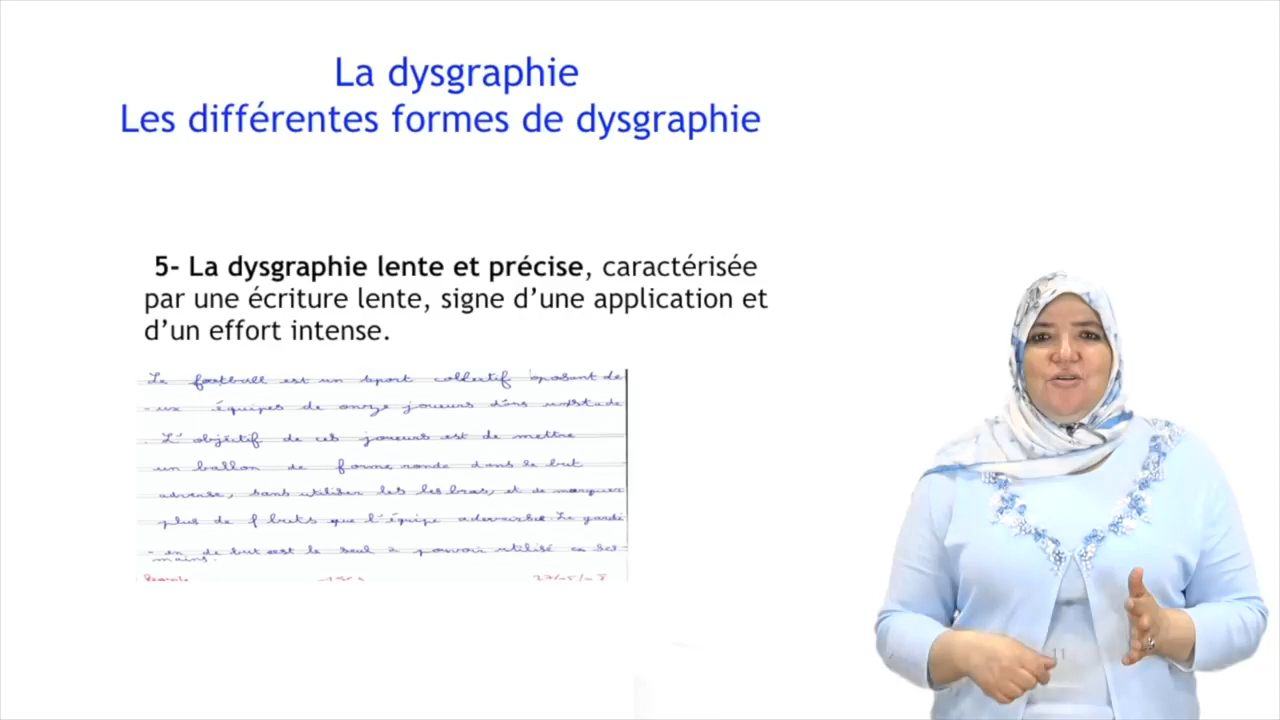 La dysgraphie
Les différentes formes de dysgraphie
5- La dysgraphie lente et précise, caractérisée
par une écriture lente, signe d'une application et
d'un effort intense.
Le football est un sport collectif oposant de
- ux équipes de onze joueurs dans un stade
. L'objectif de ces joueurs est de mettre
un ballon de forme ronde dans le but
adverse, sans utiliser les les bras, et de marquer
plus de f buts que l'équipe Le gardi
- en de but est le seul a pouvoir utilisé ses
mains.
11